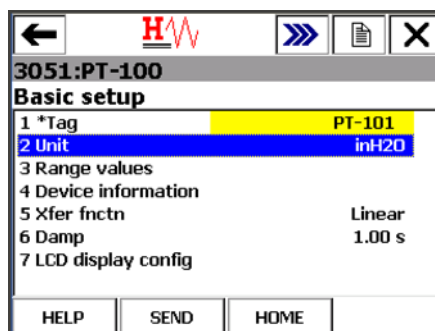 H
3051:PT-100
Basic setup
1 *Tag PT-101
2 Unit inH2O
3 Range values
4 Device information
5 Xfer fnctn Linear
6 Damp 1.00 s
7 LCD display config
HELP SEND HOME